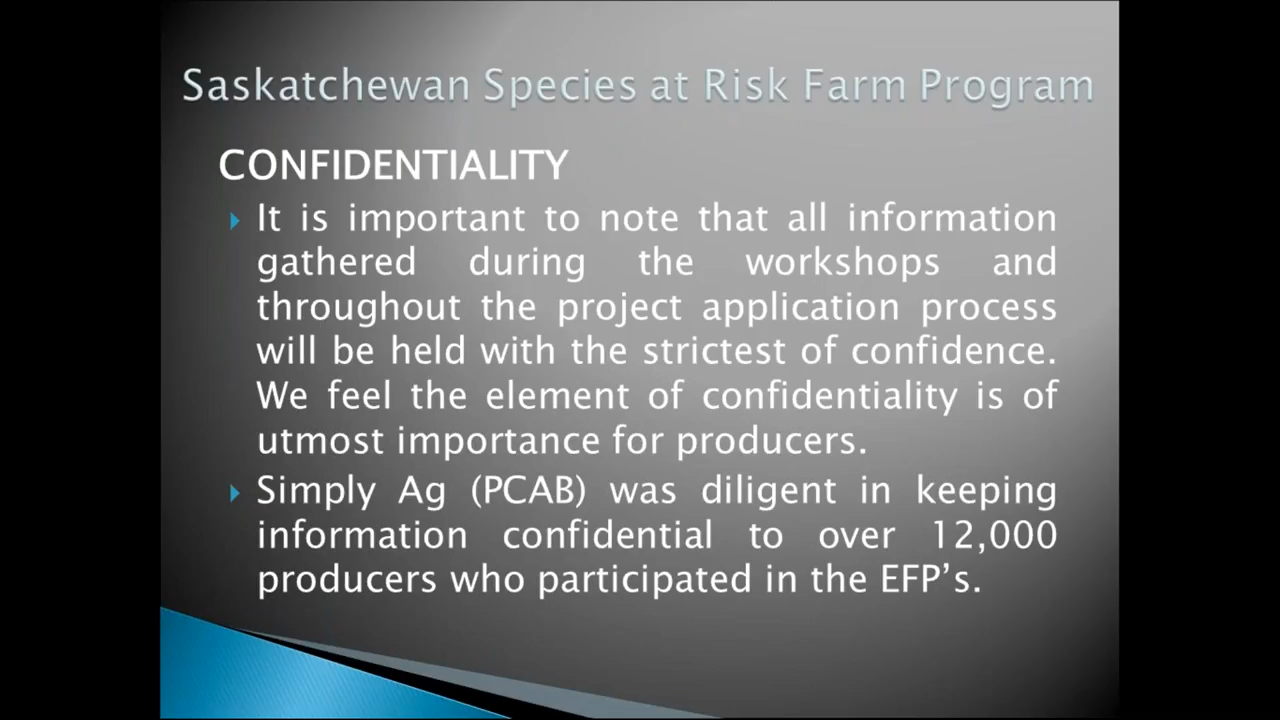 Saskatchewan Species at Risk Farm Program
CONFIDENTIALITY
It is important to note that all information
gathered during the workshops and
throughout the project application process
will be held with the strictest of confidence.
We feel the element of confidentiality is of
utmost importance for producers.
Simply Ag (PCAB) was diligent in keeping
information confidential to over 12,000
producers who participated in the EFP’s.